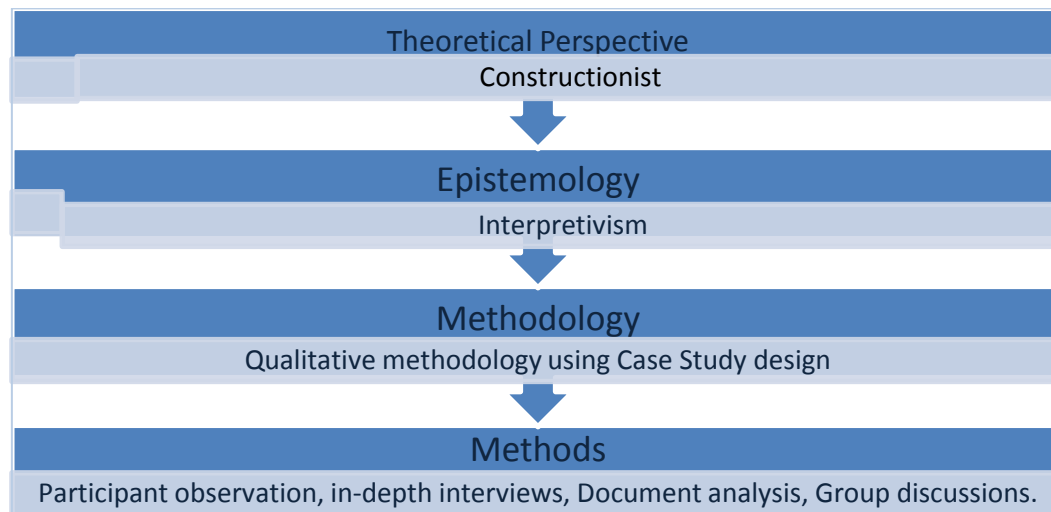 Theoretical Perspective
Constructionist
Epistemology
Interpretivism
Methodology
Qualitative methodology using Case Study design
Methods
Participant observation, in-depth interviews, Document analysis, Group discussions.